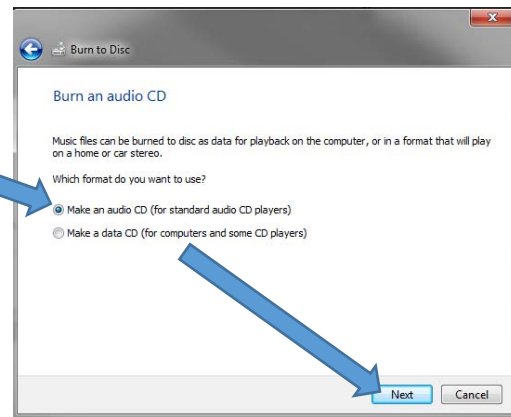 Burn to Disc
Burn an audio CD
Music files can be burned to disc as data for playback on the computer, or in a format that will play
on a home or car stereo.
Which format do you want to use?
Make an audio CD (for standard audio CD players)
Make a data CD (for computers and some CD players)
Next Cancel